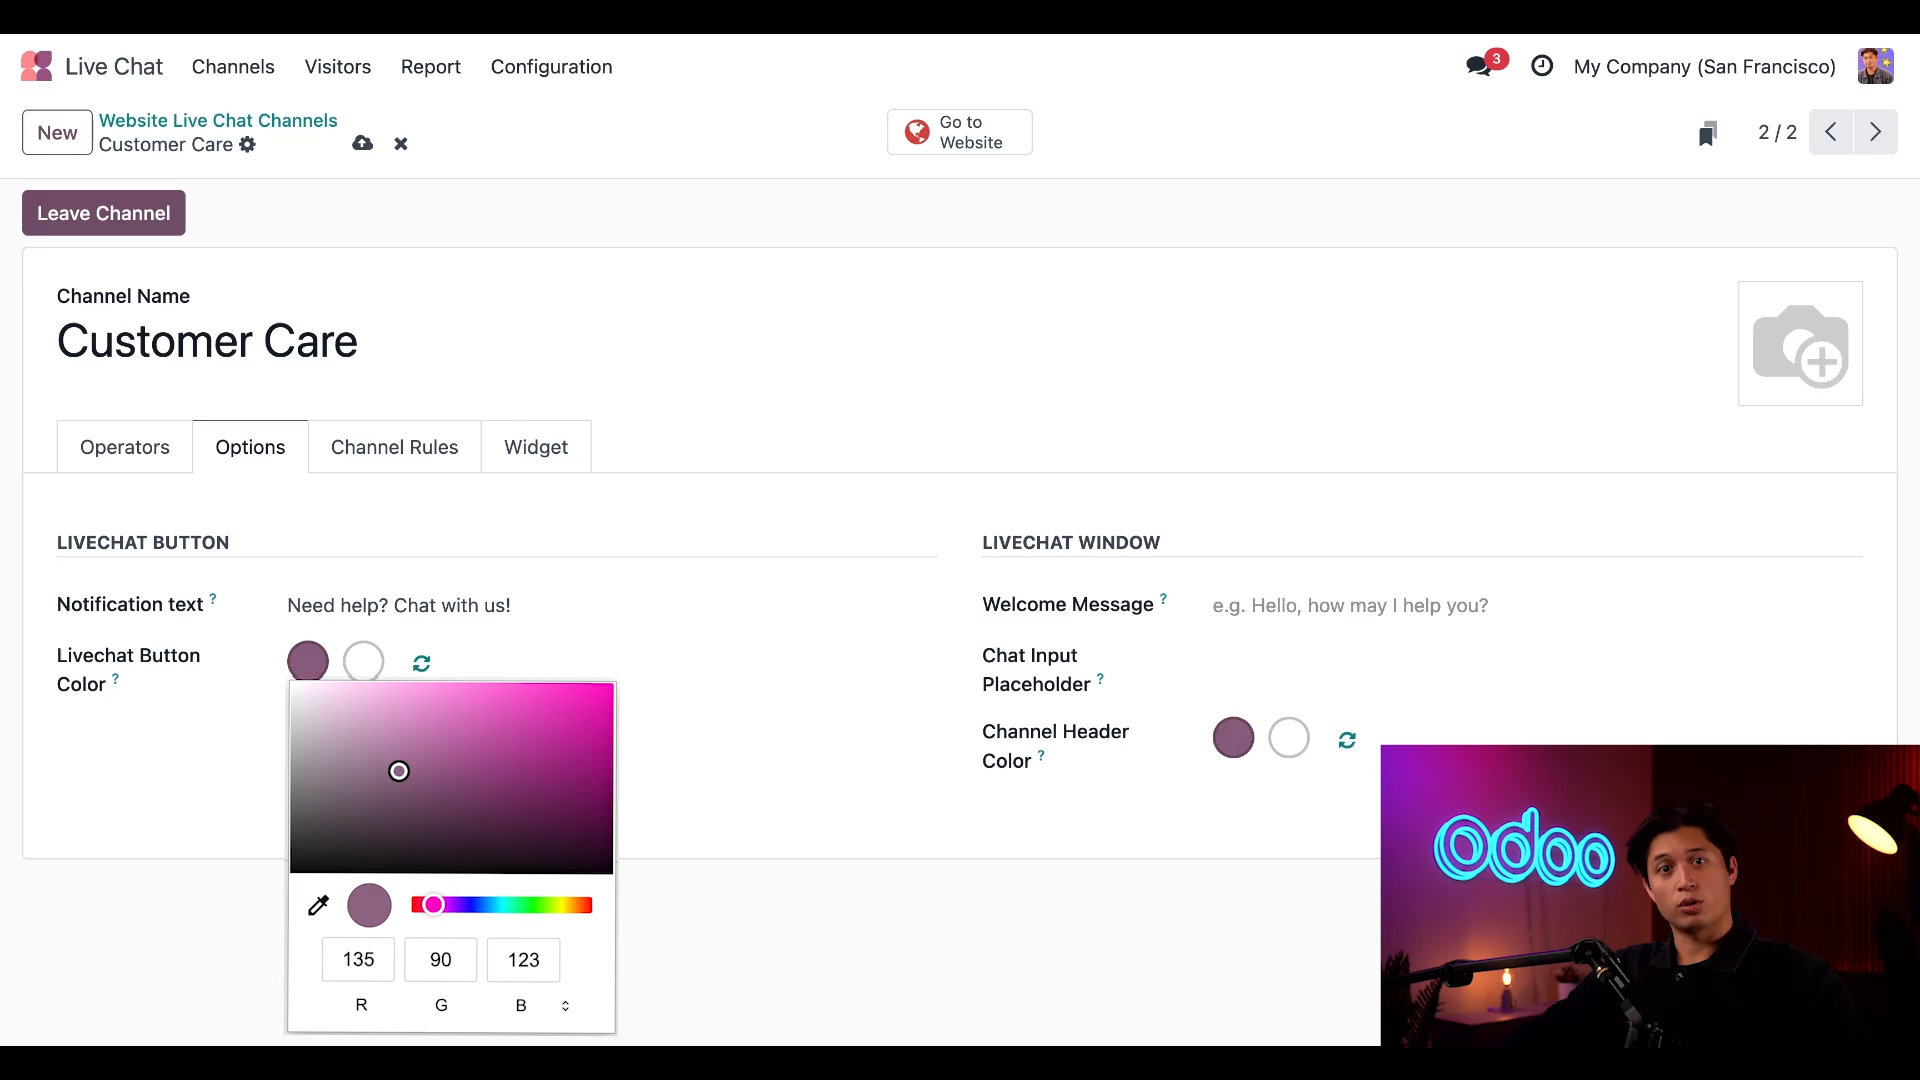 Live Chat Channels Visitors Report Configuration 3 My Company (San Francisco)
New Website Live Chat Channels
Customer Care
Go to
Website
2 / 2
Leave Channel
Channel Name
Customer Care
Operators Options Channel Rules Widget
LIVECHAT BUTTON
Notification text ? Need help? Chat with us!
Livechat Button
Color ?
135 90 123
R G B
LIVECHAT WINDOW
Welcome Message ? e.g. Hello, how may I help you?
Chat Input
Placeholder ?
Channel Header
Color ?
odoo